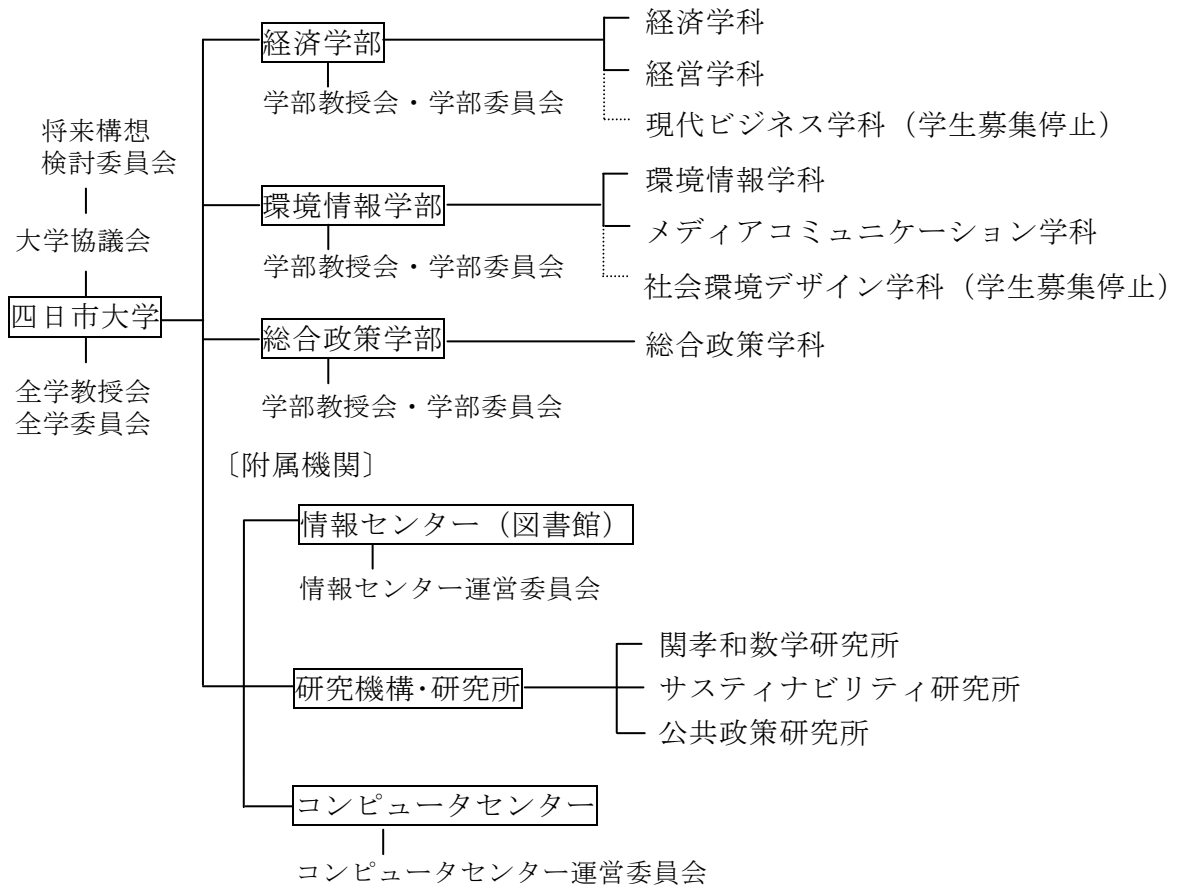 経済学部
経済学科
経営学科
現代ビジネス学科（学生募集停止）
学部教授会・学部委員会
将来構想
検討委員会
大学協議会
四日市大学
全学教授会
全学委員会
環境情報学部
環境情報学科
メディアコミュニケーション学科
社会環境デザイン学科（学生募集停止）
学部教授会・学部委員会
総合政策学部
総合政策学科
学部教授会・学部委員会
〔附属機関〕
情報センター（図書館）
情報センター運営委員会
研究機構・研究所
関孝和数学研究所
サスティナビリティ研究所
公共政策研究所
コンピュータセンター
コンピュータセンター運営委員会